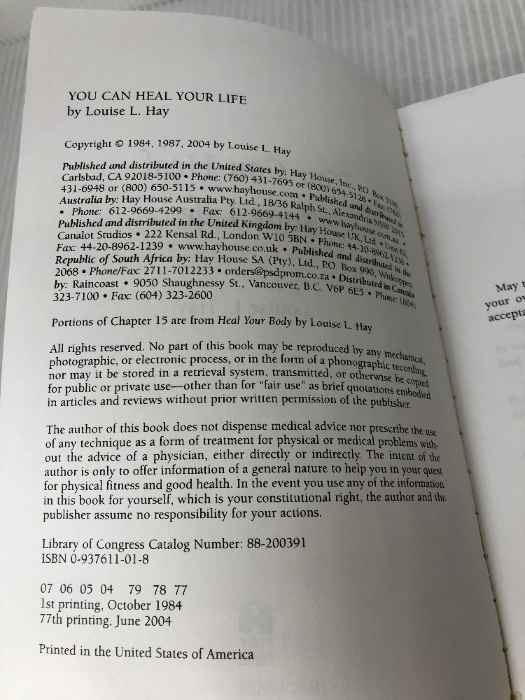 YOU CAN HEAL YOUR LIFE
by Louise L. Hay
Copyright © 1984, 1987, 2004 by Louise L. Hay
Published and distributed in the United States by: Hay House, Inc., P.O. Box 5100
Carlsbad, CA 92018-5100 • Phone: (760) 431-7695 or (800) 654-5126 • Fax: (760)
431-6948 or (800) 650-5115 • www.hayhouse.com • Published and distributed in
Australia by: Hay House Australia Pty. Ltd., 18/36 Ralph St., Alexandria NSW 2015
• Phone: 612-9669-4299 • Fax: 612-9669-4144 • www.hayhouse.com.au •
Published and distributed in the United Kingdom by: Hay House UK, Ltd. • Unit 62,
Canalot Studios • 222 Kensal Rd., London W10 5BN • Phone: 44-20-8962-1230 •
Fax: 44-20-8962-1239 • www.hayhouse.co.uk • Published and distributed in the
Republic of South Africa by: Hay House SA (Pty), Ltd., P.O. Box 990, Witkoppen
2068 • Phone/Fax: 2711-7012233 • orders@psdprom.co.za • Distributed in Canada
by: Raincoast • 9050 Shaughnessy St., Vancouver, B.C. V6P 6E5 • Phone: (604)
323-7100 • Fax: (604) 323-2600
Portions of Chapter 15 are from Heal Your Body by Louise L. Hay
All rights reserved. No part of this book may be reproduced by any mechanical,
photographic, or electronic process, or in the form of a phonographic recording,
nor may it be stored in a retrieval system, transmitted, or otherwise be copied
for public or private use—other than for "fair use" as brief quotations embodied
in articles and reviews without prior written permission of the publisher.
The author of this book does not dispense medical advice nor prescribe the use
of any technique as a form of treatment for physical or medical problems with-
out the advice of a physician, either directly or indirectly. The intent of the
author is only to offer information of a general nature to help you in your quest
for physical fitness and good health. In the event you use any of the information
in this book for yourself, which is your constitutional right, the author and the
publisher assume no responsibility for your actions.
Library of Congress Catalog Number: 88-200391
ISBN 0-937611-01-8
07 06 05 04 79 78 77
1st printing, October 1984
77th printing, June 2004
Printed in the United States of America
May
your